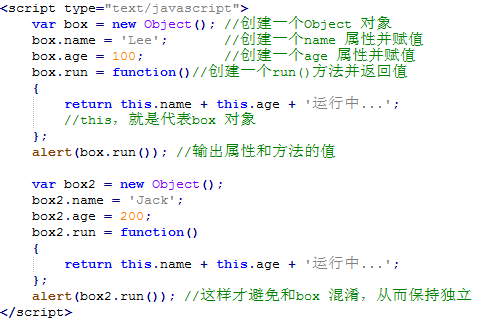 <script type="text/javascript">
    var box = new Object(); //创建一个Object 对象
    box.name = 'Lee';       //创建一个name 属性并赋值
    box.age = 100;          //创建一个age 属性并赋值
    box.run = function()//创建一个run()方法并返回值
    {
        return this.name + this.age + '运行中...';
        //this, 就是代表box 对象
    };
    alert(box.run()); //输出属性和方法的值

    var box2 = new Object();
    box2.name = 'Jack';
    box2.age = 200;
    box2.run = function()
    {
        return this.name + this.age + '运行中...';
    };
    alert(box2.run()); //这样才避免和box 混淆, 从而保持独立
</script>